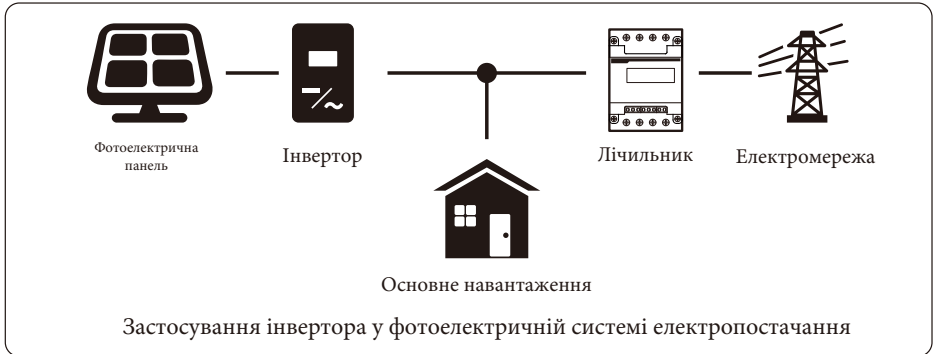 Фотоелектрична
панель
Інвертор
Лічильник
Електромережа
Основне навантаження
Застосування інвертора у фотоелектричній системі електропостачання